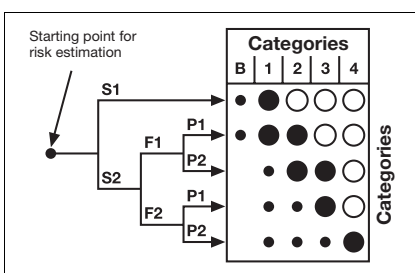 Starting point for
risk estimation
Categories
B 1 2 3 4
S1
P1
F1
P2
S2
P1
F2
P2
Categories